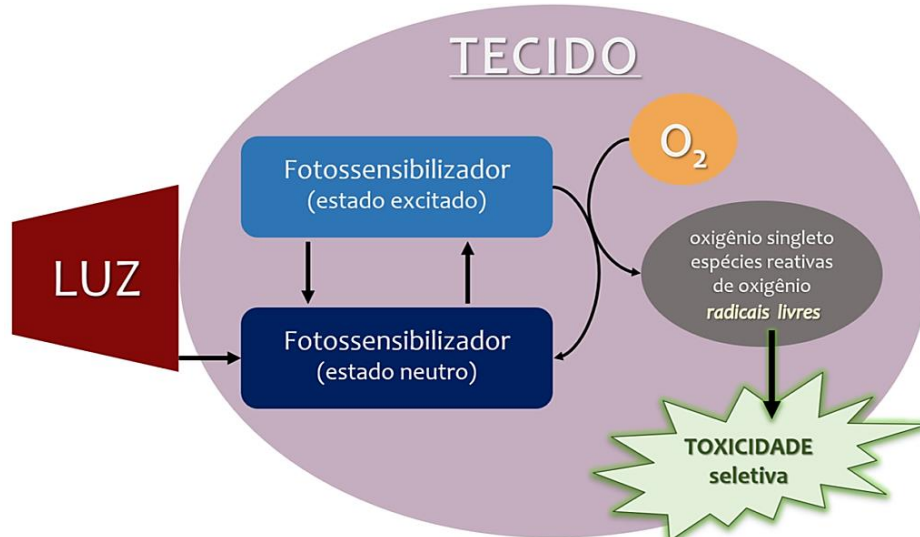 TECIDO
O₂
Fotossensibilizador
(estado excitado)
LUZ
oxigênio singleto
espécies reativas
de oxigênio
radicais livres
Fotossensibilizador
(estado neutro)
TOXICIDADE
seletiva